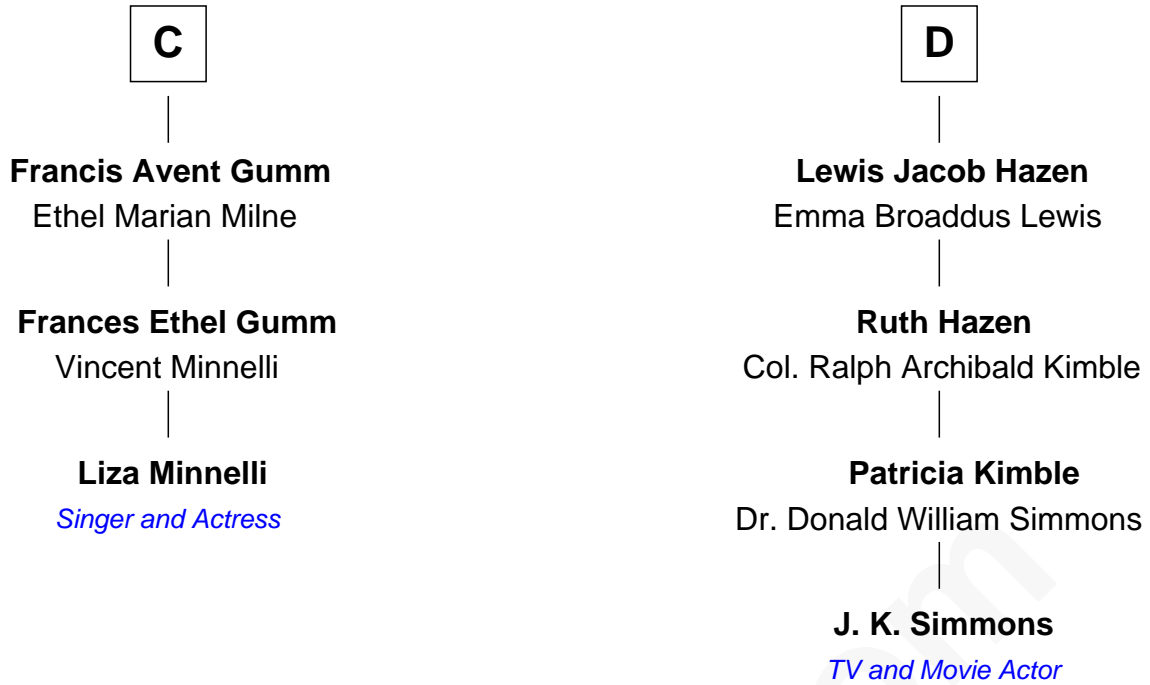 C
Francis Avent Gumm
Ethel Marian Milne
Frances Ethel Gumm
Vincent Minnelli
Liza Minnelli
Singer and Actress
D
Lewis Jacob Hazen
Emma Broaddus Lewis
Ruth Hazen
Col. Ralph Archibald Kimble
Patricia Kimble
Dr. Donald William Simmons
J. K. Simmons
TV and Movie Actor